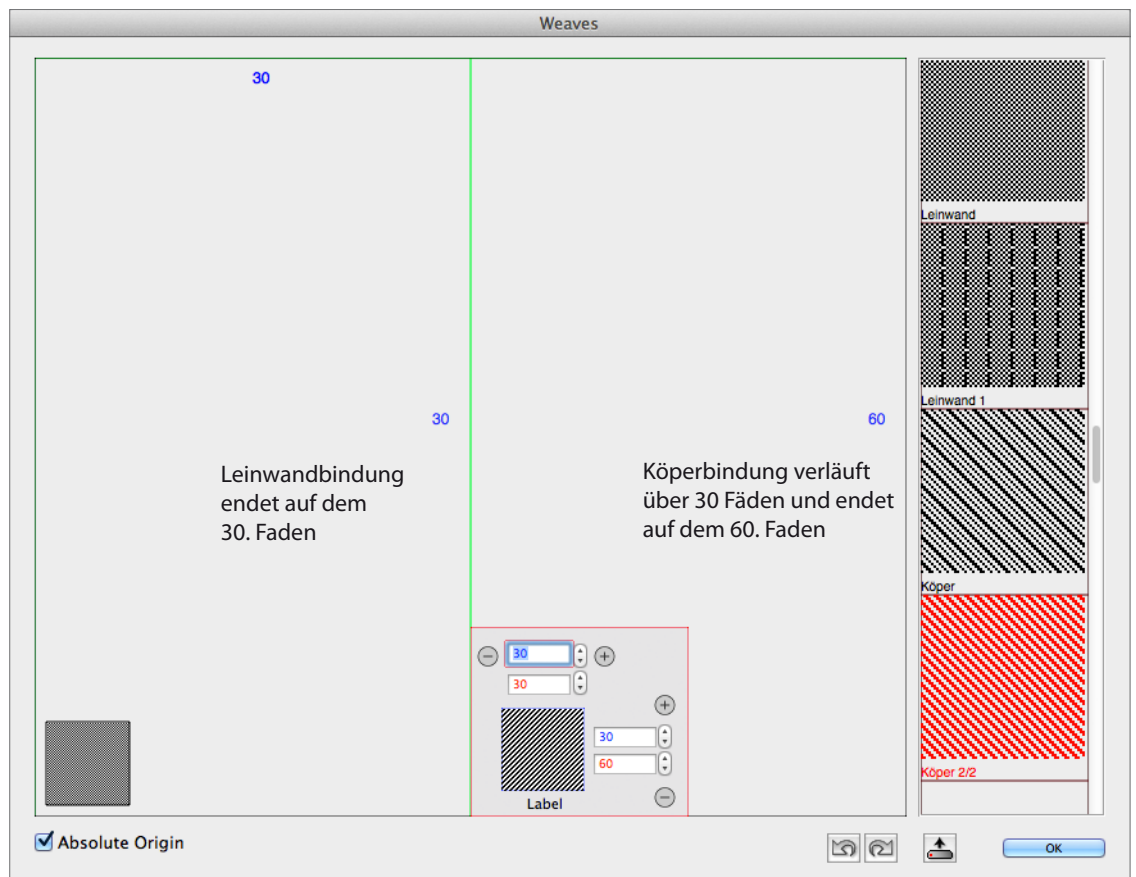 Weaves
30
30
60
Leinwandbindung
endet auf dem
30. Faden
Köperbindung verläuft
über 30 Fäden und endet
auf dem 60. Faden
30
30
30
60
Label
Leinwand
Leinwand 1
Köper
Köper 2/2
Absolute Origin
OK